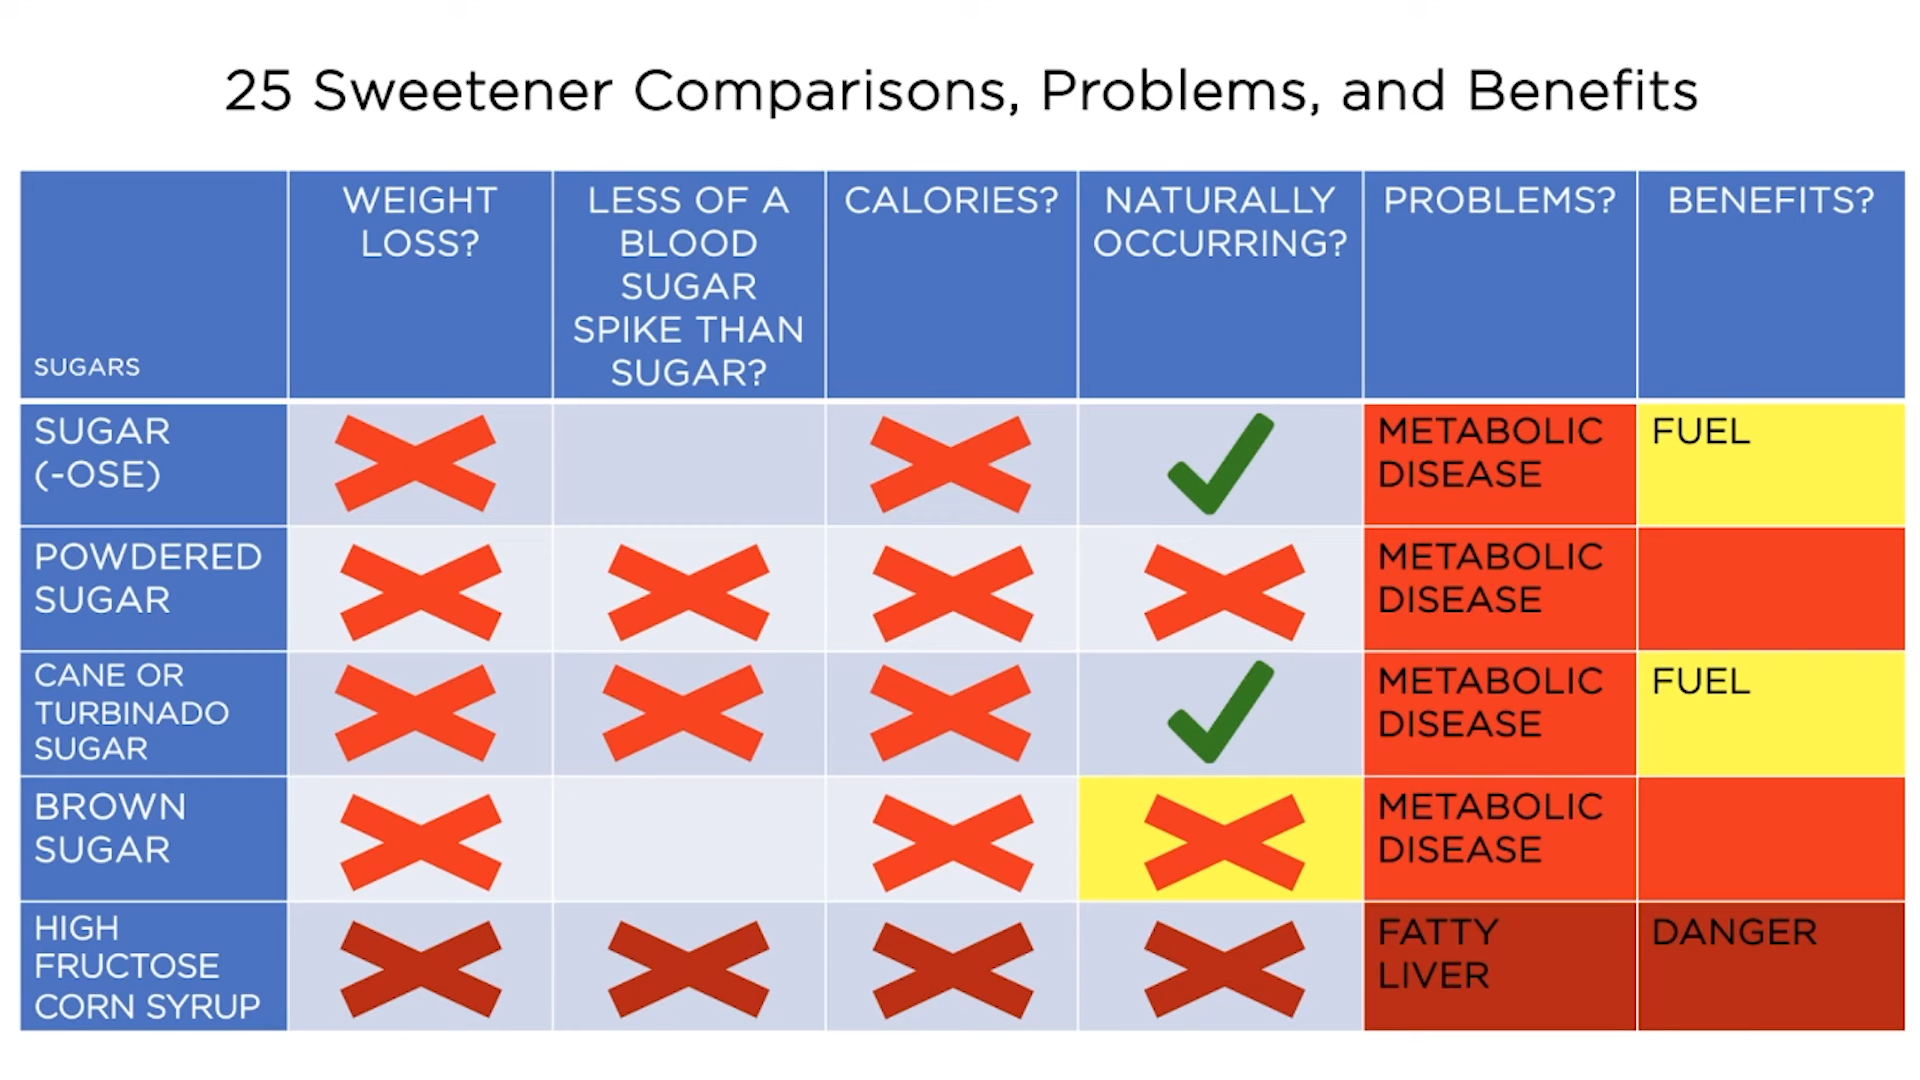 25 Sweetener Comparisons, Problems, and Benefits
SUGARS
WEIGHT
LOSS?
LESS OF A
BLOOD
SUGAR
SPIKE THAN
SUGAR?
CALORIES?
NATURALLY
OCCURRING?
PROBLEMS?
BENEFITS?
SUGAR
(-OSE)
METABOLIC
DISEASE
FUEL
POWDERED
SUGAR
METABOLIC
DISEASE
CANE OR
TURBINADO
SUGAR
METABOLIC
DISEASE
FUEL
BROWN
SUGAR
METABOLIC
DISEASE
HIGH
FRUCTOSE
CORN SYRUP
FATTY
LIVER
DANGER